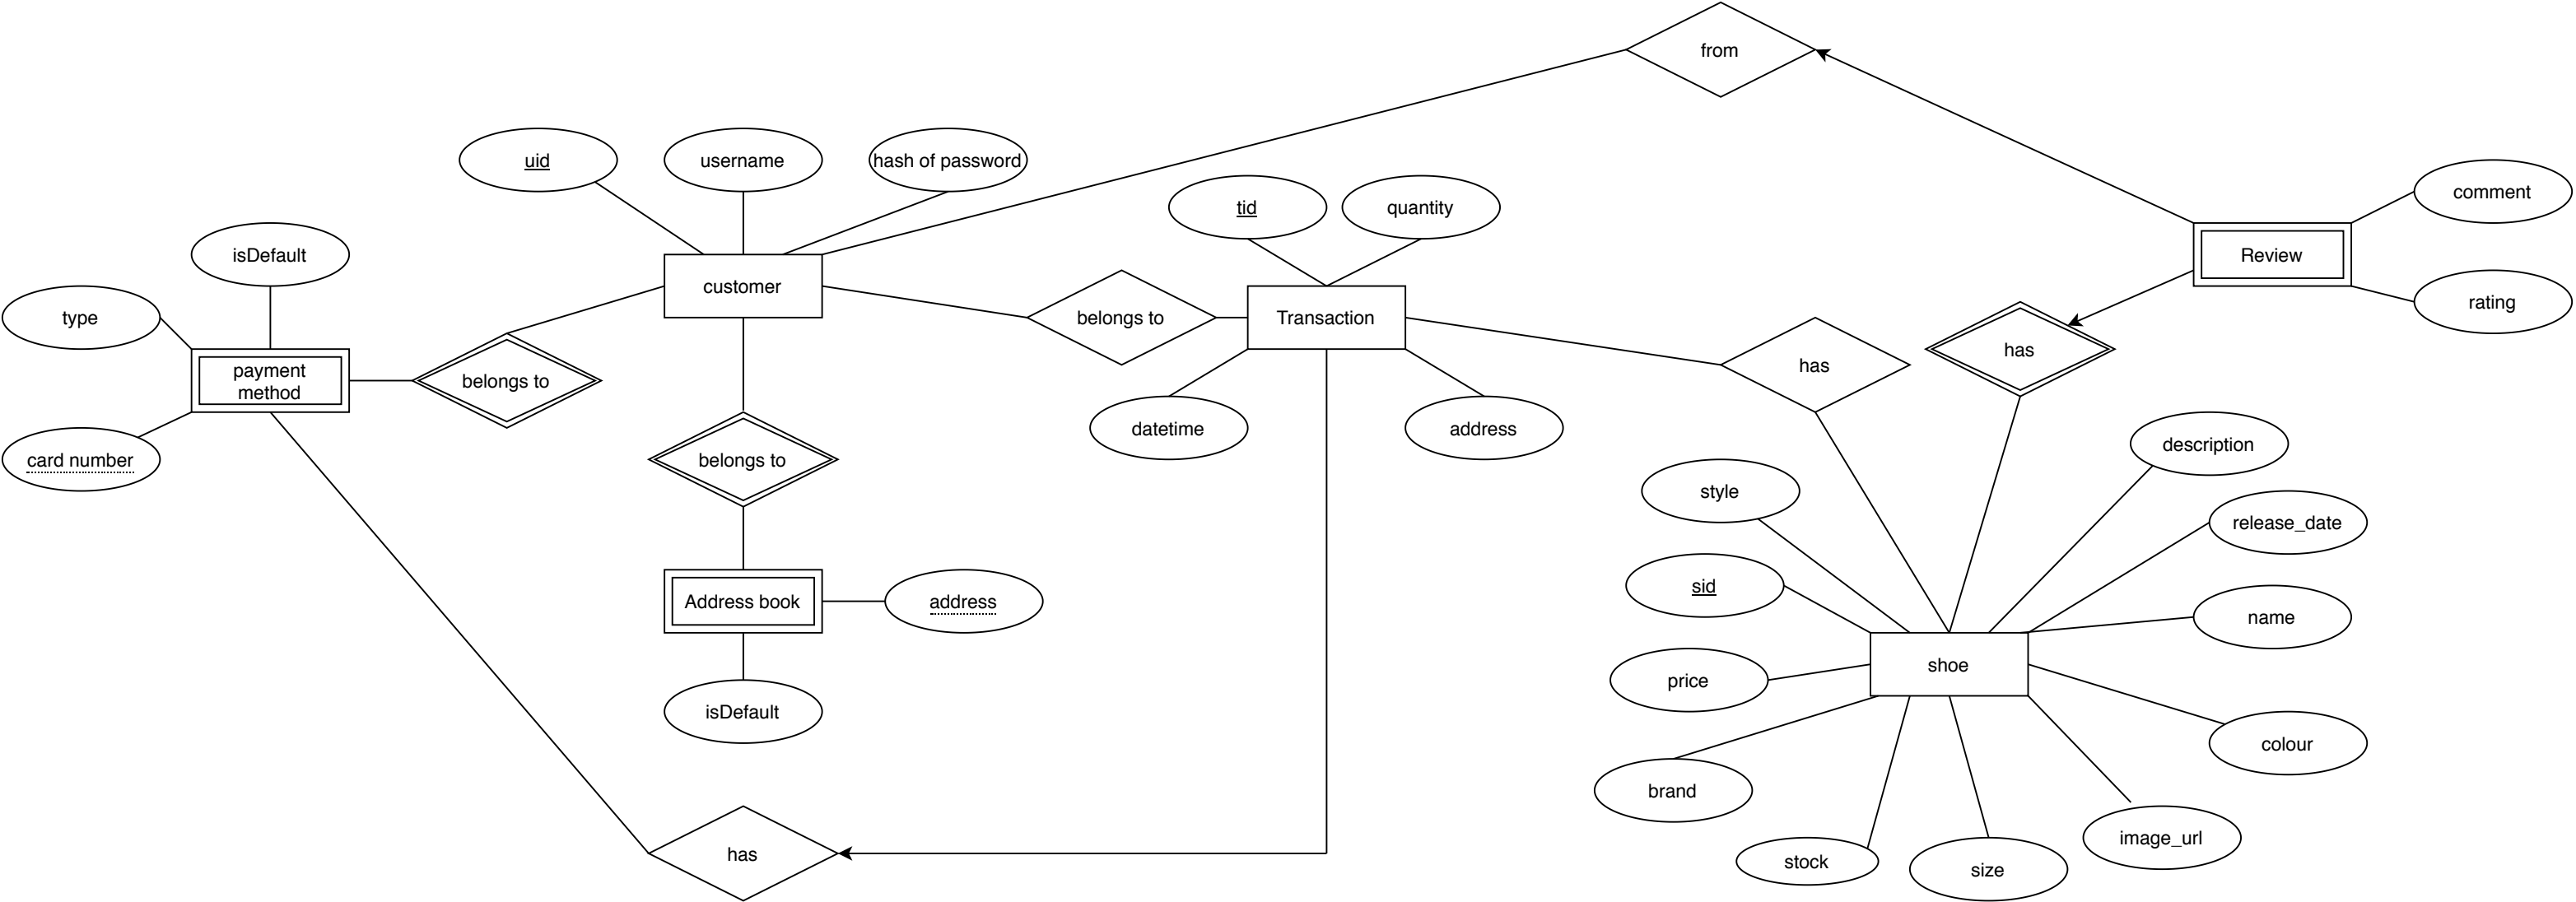 from
uid
username
hash of password
comment
tid
quantity
isDefault
Review
customer
rating
type
belongs to
Transaction
has
has
payment
method
belongs to
datetime
address
description
card number
belongs to
style
release_date
sid
Address book
address
name
shoe
price
isDefault
colour
brand
image_url
has
stock
size